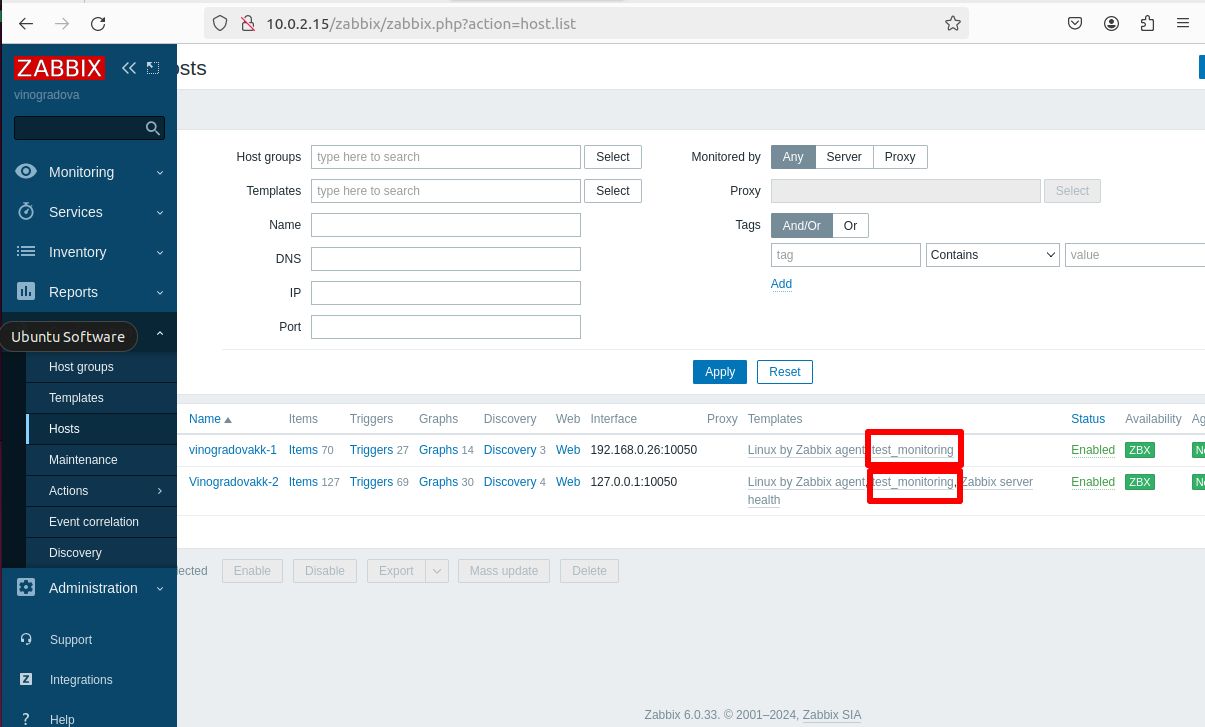 10.0.2.15/zabbix/zabbix.php?action=host.list
ZABBIX
vinogradova
Monitoring
Services
Inventory
Reports
Ubuntu Software
Host groups
Templates
Hosts
Maintenance
Actions
Event correlation
Discovery
Administration
Support
Integrations
Help
osts
Host groups type here to search Select
Templates type here to search Select
Name
DNS
IP
Port
Monitored by Any Server Proxy
Proxy Select
Tags And/Or Or
tag Contains value
Add
Apply Reset
Name Items Triggers Graphs Discovery Web Interface Proxy Templates Status Availability Ag
vinogradovakk-1 Items 70 Triggers 27 Graphs 14 Discovery 3 Web 192.168.0.26:10050 Linux by Zabbix agent, test_monitoring Enabled ZBX
Vinogradovakk-2 Items 127 Triggers 69 Graphs 30 Discovery 4 Web 127.0.0.1:10050 Linux by Zabbix agent, test_monitoring, Zabbix server
health Enabled ZBX
lected Enable Disable Export Mass update Delete
Zabbix 6.0.33. © 2001–2024, Zabbix SIA